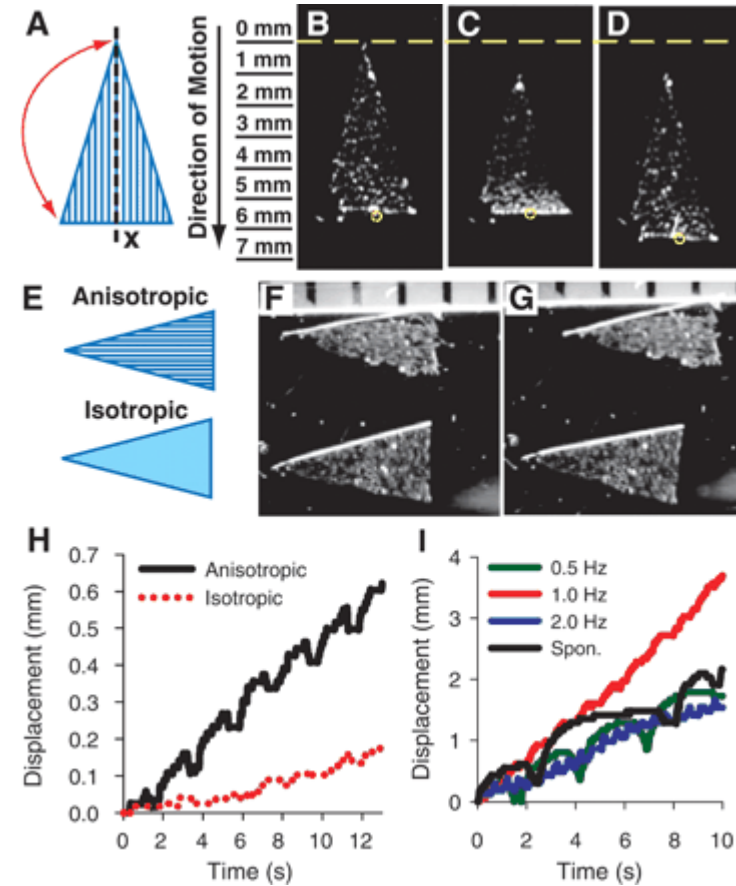 A
x
Direction of Motion
0 mm
1 mm
2 mm
3 mm
4 mm
5 mm
6 mm
7 mm
B
C
D
E
Anisotropic
Isotropic
F
G
H
Displacement (mm)
0.7
0.6
0.5
0.4
0.3
0.2
0.1
0.0
Anisotropic
Isotropic
0 2 4 6 8 10 12
Time (s)
I
Displacement (mm)
4
3
2
1
0
0.5 Hz
1.0 Hz
2.0 Hz
Spon.
0 2 4 6 8 10
Time (s)